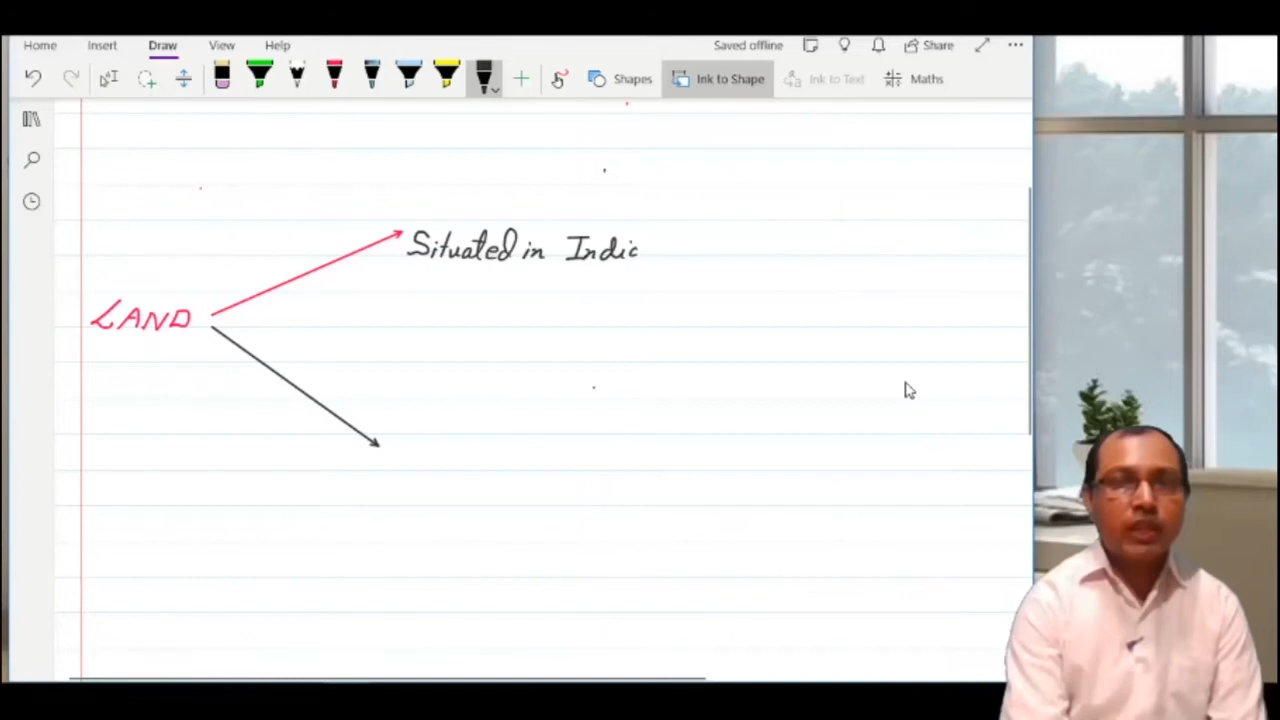 Home Insert Draw View Help Saved offline Share
Shapes Ink to Shape Ink to Text Maths
Situated in Indic
LAND